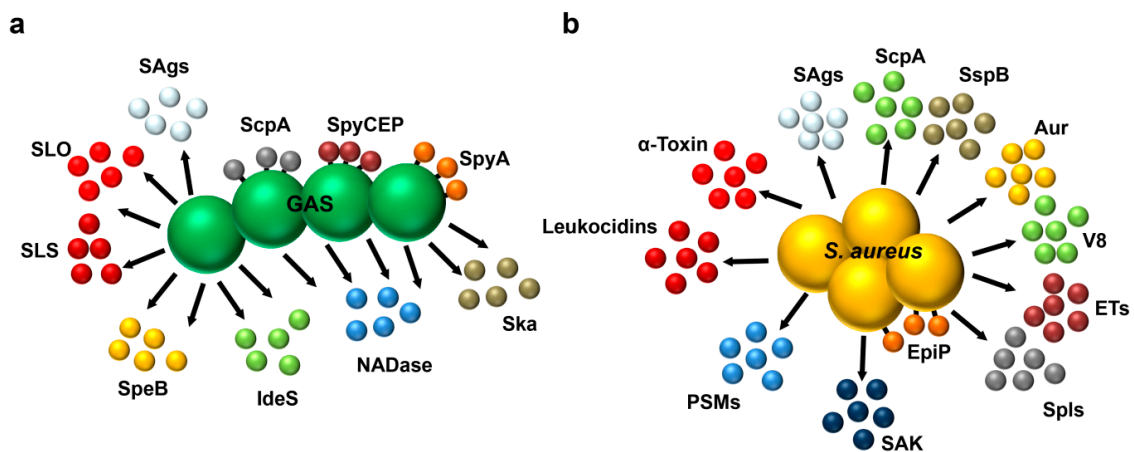 a
SAgs
ScpA
SpyCEP
SLO
SpyA
GAS
SLS
SpeB
IdeS
NADase
Ska
b
SAgs
ScpA
SspB
Aur
α-Toxin
Leukocidins
S. aureus
V8
ETs
EpiP
PSMs
Spls
SAK